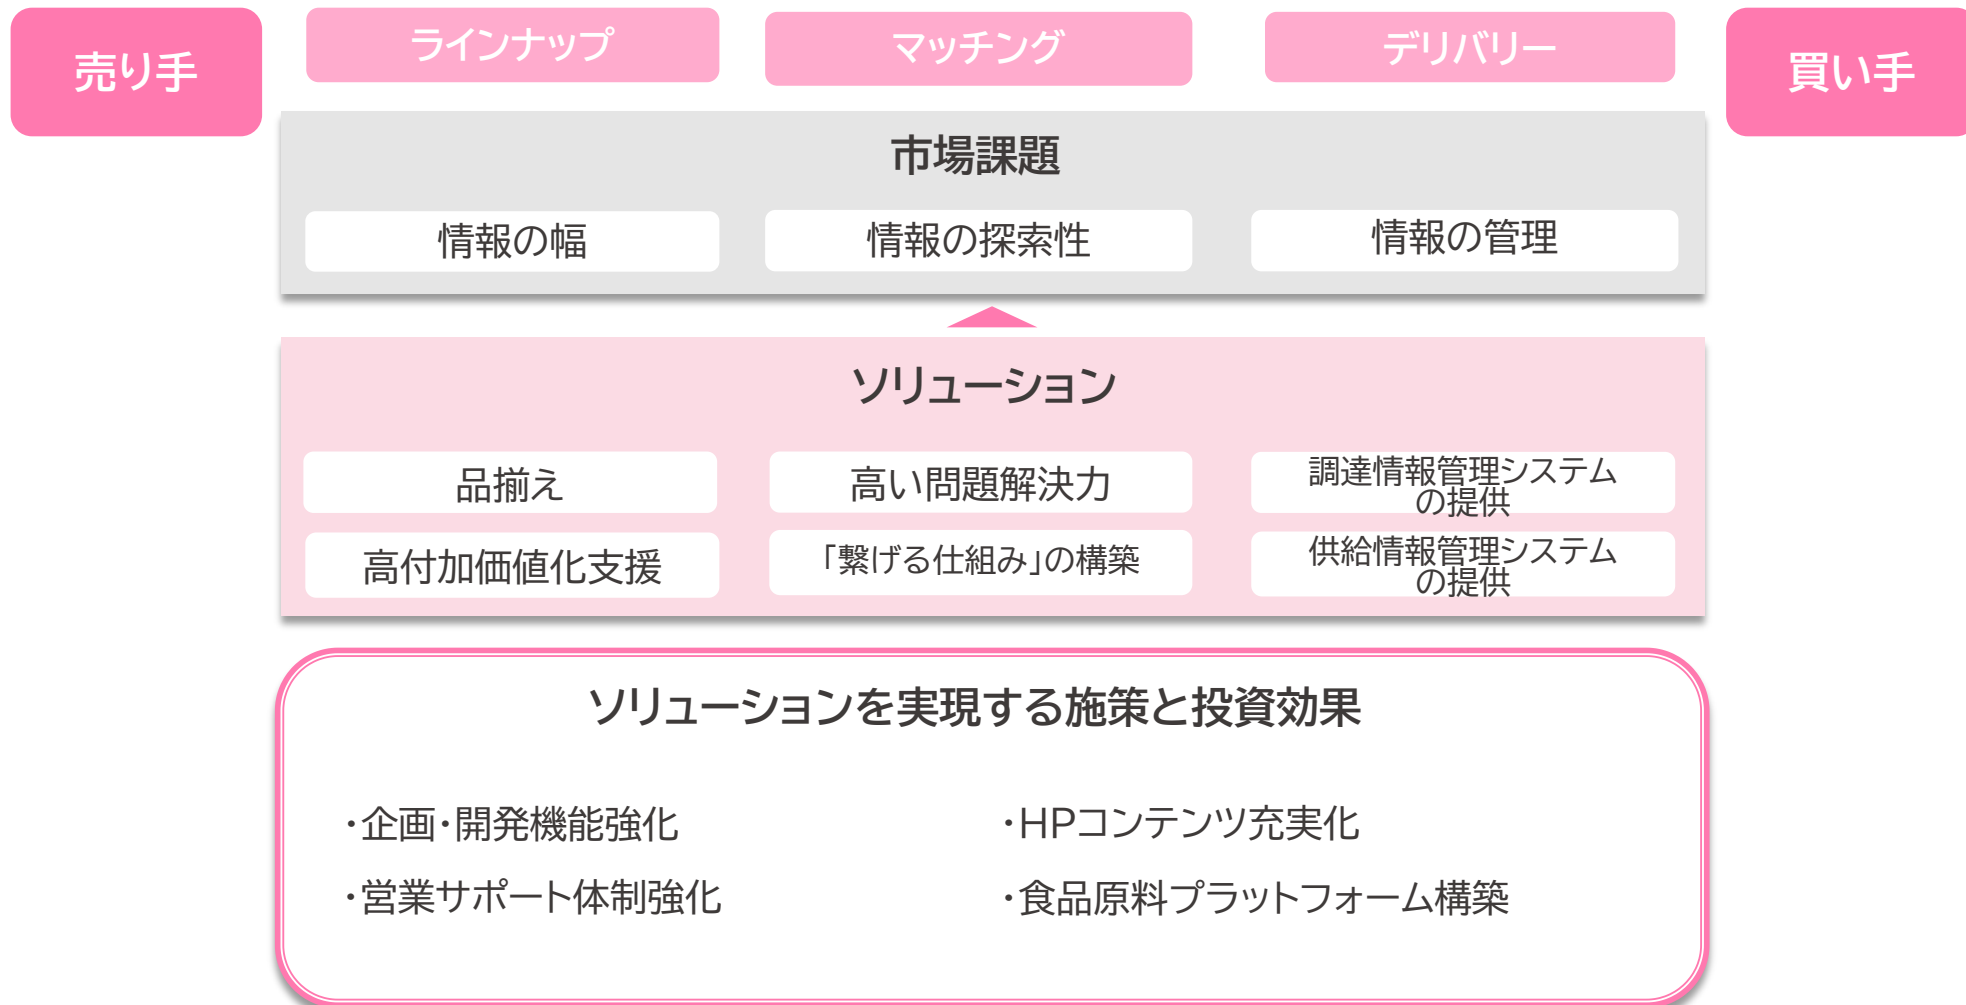 売り手
ラインナップ
マッチング
デリバリー
買い手
市場課題
情報の幅
情報の探索性
情報の管理
ソリューション
品揃え
高い問題解決力
調達情報管理システム
の提供
高付加価値化支援
「繋げる仕組み」の構築
供給情報管理システム
の提供
ソリューションを実現する施策と投資効果
・企画・開発機能強化
・HPコンテンツ充実化
・営業サポート体制強化
・食品原料プラットフォーム構築